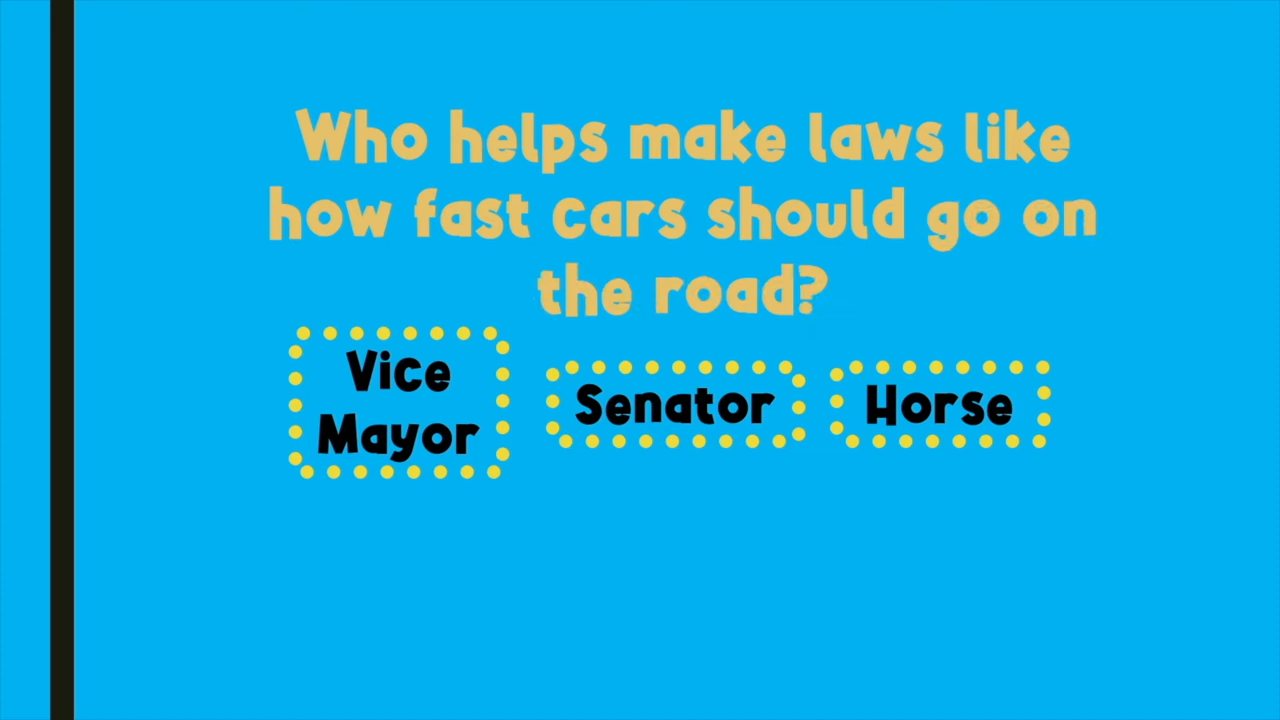 Who helps make laws like
how fast cars should go on
the road?
Vice
Mayor
Senator
Horse